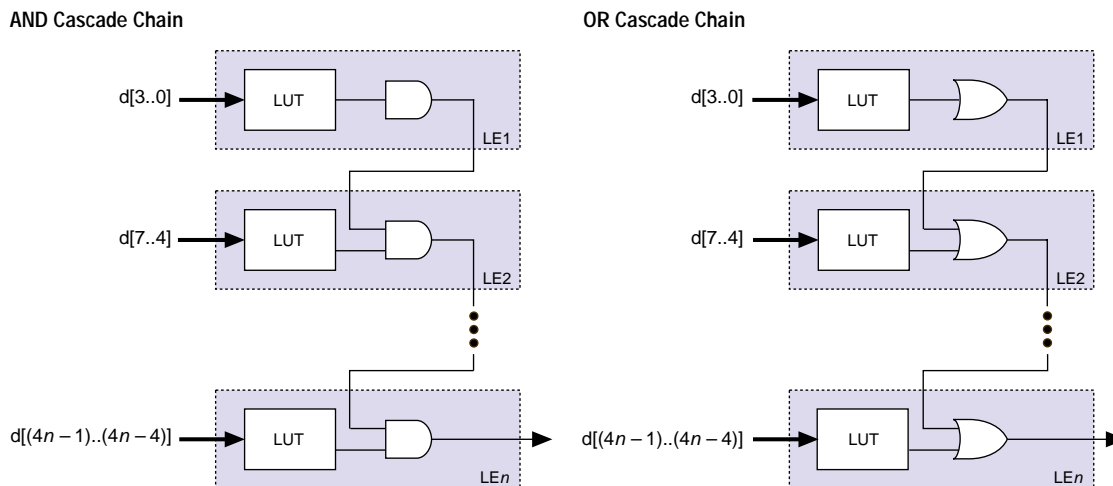 AND Cascade Chain
d[3..0]
LUT
LE1
d[7..4]
LUT
LE2
d[(4n – 1)..(4n – 4)]
LUT
LEn
OR Cascade Chain
d[3..0]
LUT
LE1
d[7..4]
LUT
LE2
d[(4n – 1)..(4n – 4)]
LUT
LEn